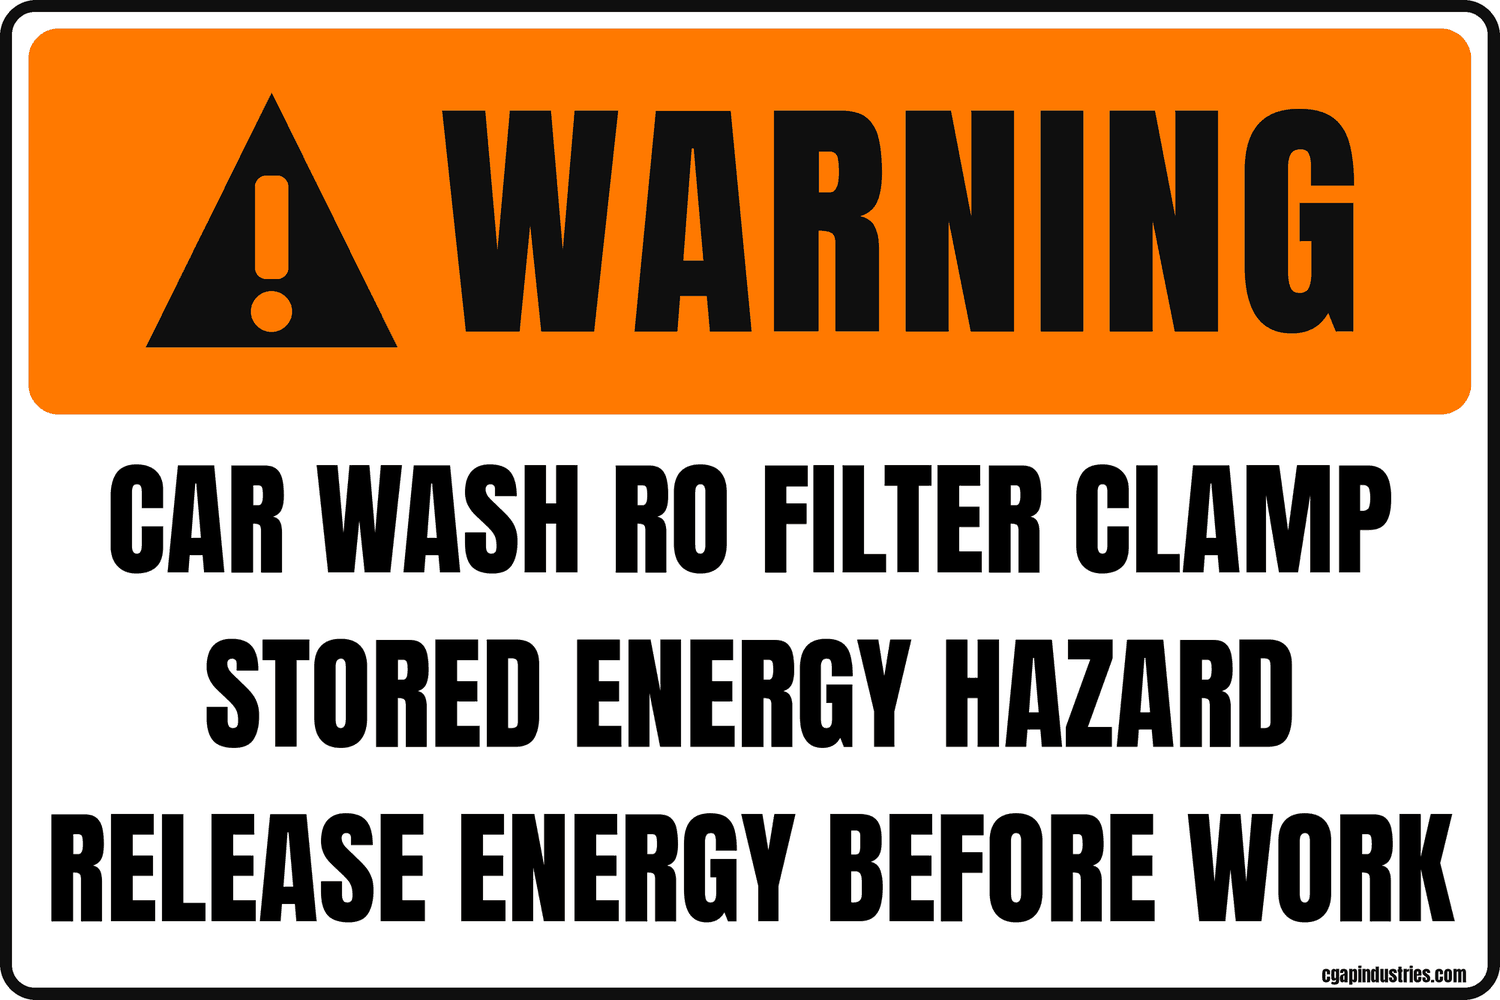 WARNING
CAR WASH RO FILTER CLAMP
STORED ENERGY HAZARD
RELEASE ENERGY BEFORE WORK
cgapindustries.com